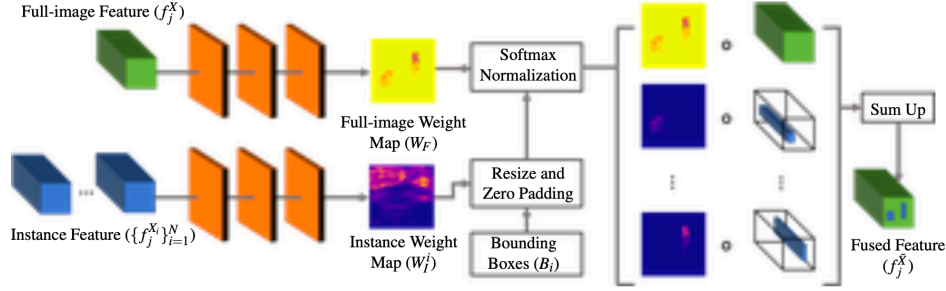 Full-image Feature (f_j^X)
Softmax
Normalization
Full-image Weight
Map (W_F)
Sum Up
Resize and
Zero Padding
...
Instance Feature ({f_j^{X_i}}_{i=1}^N)
Instance Weight
Map (W_I^i)
Bounding
Boxes (B_i)
Fused Feature
(f_j^{X̃})